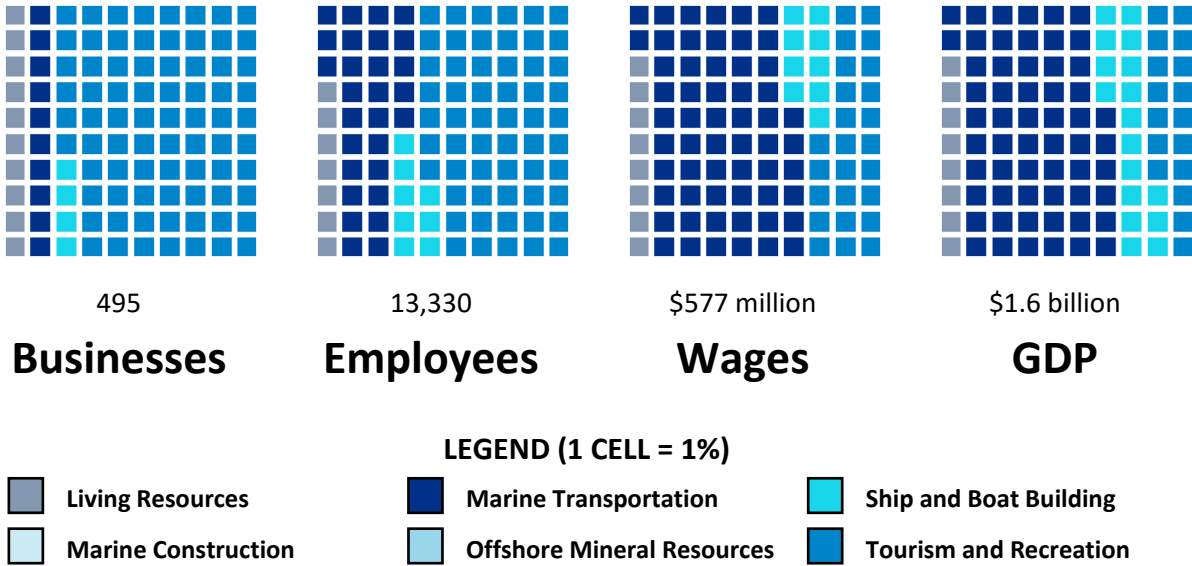 495
13,330
$577 million
$1.6 billion
Businesses
Employees
Wages
GDP
LEGEND (1 CELL = 1%)
Living Resources
Marine Transportation
Ship and Boat Building
Marine Construction
Offshore Mineral Resources
Tourism and Recreation